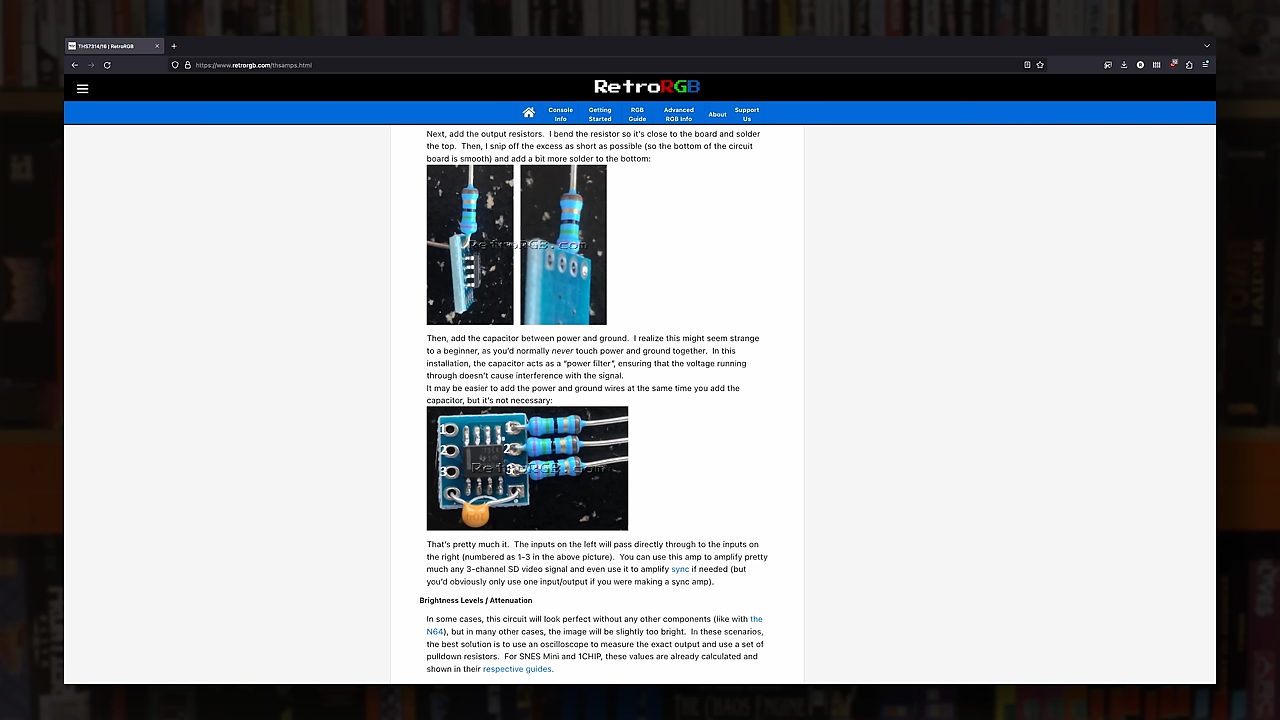 THS7314/16 | RetroRGB
https://www.retrorgb.com/thsamps.html
RetroRGB
Console Info
Getting Started
RGB Guide
Advanced RGB Info
About
Support Us
Next, add the output resistors.  I bend the resistor so it's close to the board and solder
the top.  Then, I snip off the excess as short as possible (so the bottom of the circuit
board is smooth) and add a bit more solder to the bottom:
RetroRGB.com
Then, add the capacitor between power and ground.  I realize this might seem strange
to a beginner, as you'd normally never touch power and ground together.  In this
installation, the capacitor acts as a "power filter", ensuring that the voltage running
through doesn't cause interference with the signal.
It may be easier to add the power and ground wires at the same time you add the
capacitor, but it's not necessary:
1
2 2
3 3
RetroRGB.com
That's pretty much it.  The inputs on the left will pass directly through to the inputs on
the right (numbered as 1-3 in the above picture).  You can use this amp to amplify pretty
much any 3-channel SD video signal and even use it to amplify sync if needed (but
you'd obviously only use one input/output if you were making a sync amp).
Brightness Levels / Attenuation
In some cases, this circuit will look perfect without any other components (like with the
N64), but in many other cases, the image will be slightly too bright.  In these scenarios,
the best solution is to use an oscilloscope to measure the exact output and use a set of
pulldown resistors.  For SNES Mini and 1CHIP, these values are already calculated and
shown in their respective guides.